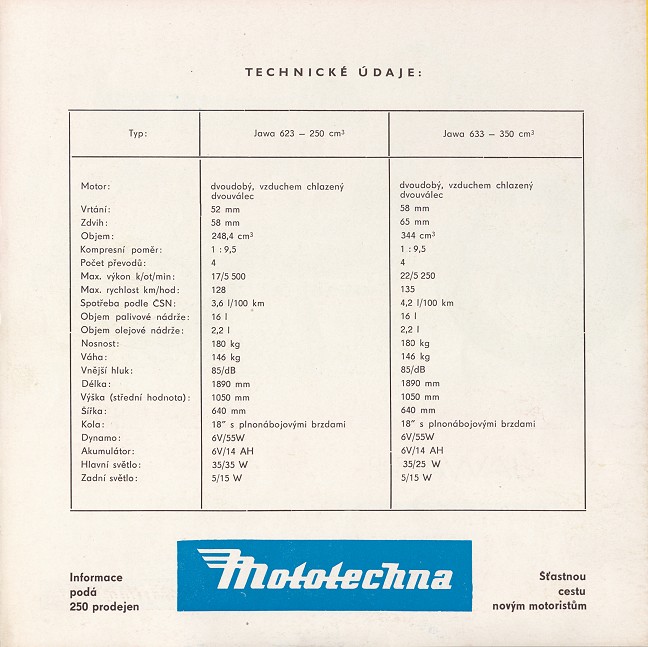 TECHNICKÉ ÚDAJE:
Typ: Jawa 623 – 250 cm³ Jawa 633 – 350 cm³
Motor: dvoudobý, vzduchem chlazený dvoudobý, vzduchem chlazený
dvouválec dvouválec
Vrtání: 52 mm 58 mm
Zdvih: 58 mm 65 mm
Objem: 248,4 cm³ 344 cm³
Kompresní poměr: 1 : 9,5 1 : 9,5
Počet převodů: 4 4
Max. výkon k/ot/min: 17/5 500 22/5 250
Max. rychlost km/hod: 128 135
Spotřeba podle ČSN: 3,6 l/100 km 4,2 l/100 km
Objem palivové nádrže: 16 l 16 l
Objem olejové nádrže: 2,2 l 2,2 l
Nosnost: 180 kg 180 kg
Váha: 146 kg 146 kg
Vnější hluk: 85/dB 85/dB
Délka: 1890 mm 1890 mm
Výška (střední hodnota): 1050 mm 1050 mm
Šířka: 640 mm 640 mm
Kola: 18″ s plnonábojovými brzdami 18″ s plnonábojovými brzdami
Dynamo: 6V/55W 6V/55W
Akumulátor: 6V/14 AH 6V/14 AH
Hlavní světlo: 35/35 W 35/25 W
Zadní světlo: 5/15 W 5/15 W
Informace
podá
250 prodejen
Mototechna
Šťastnou
cestu
novým motoristům